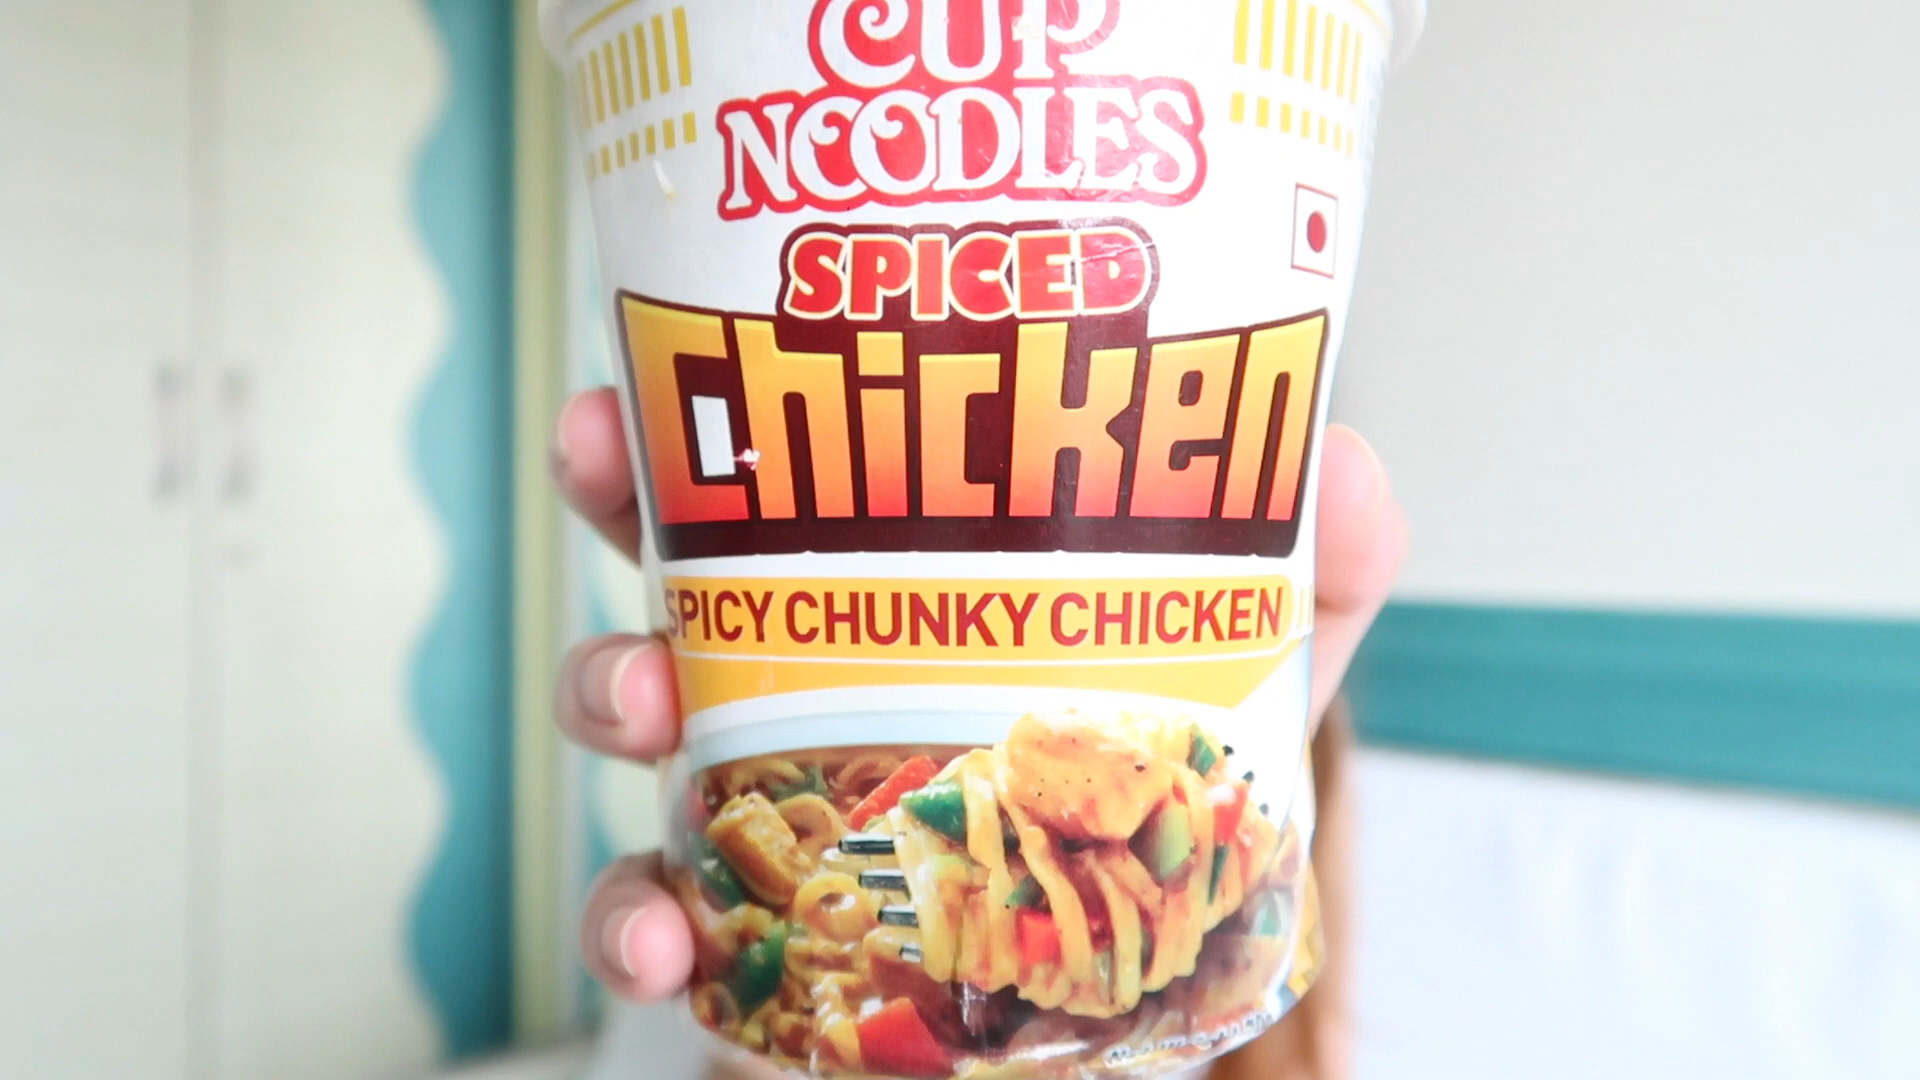 CUP
NOODLES
SPICED
Chicken
SPICY CHUNKY CHICKEN